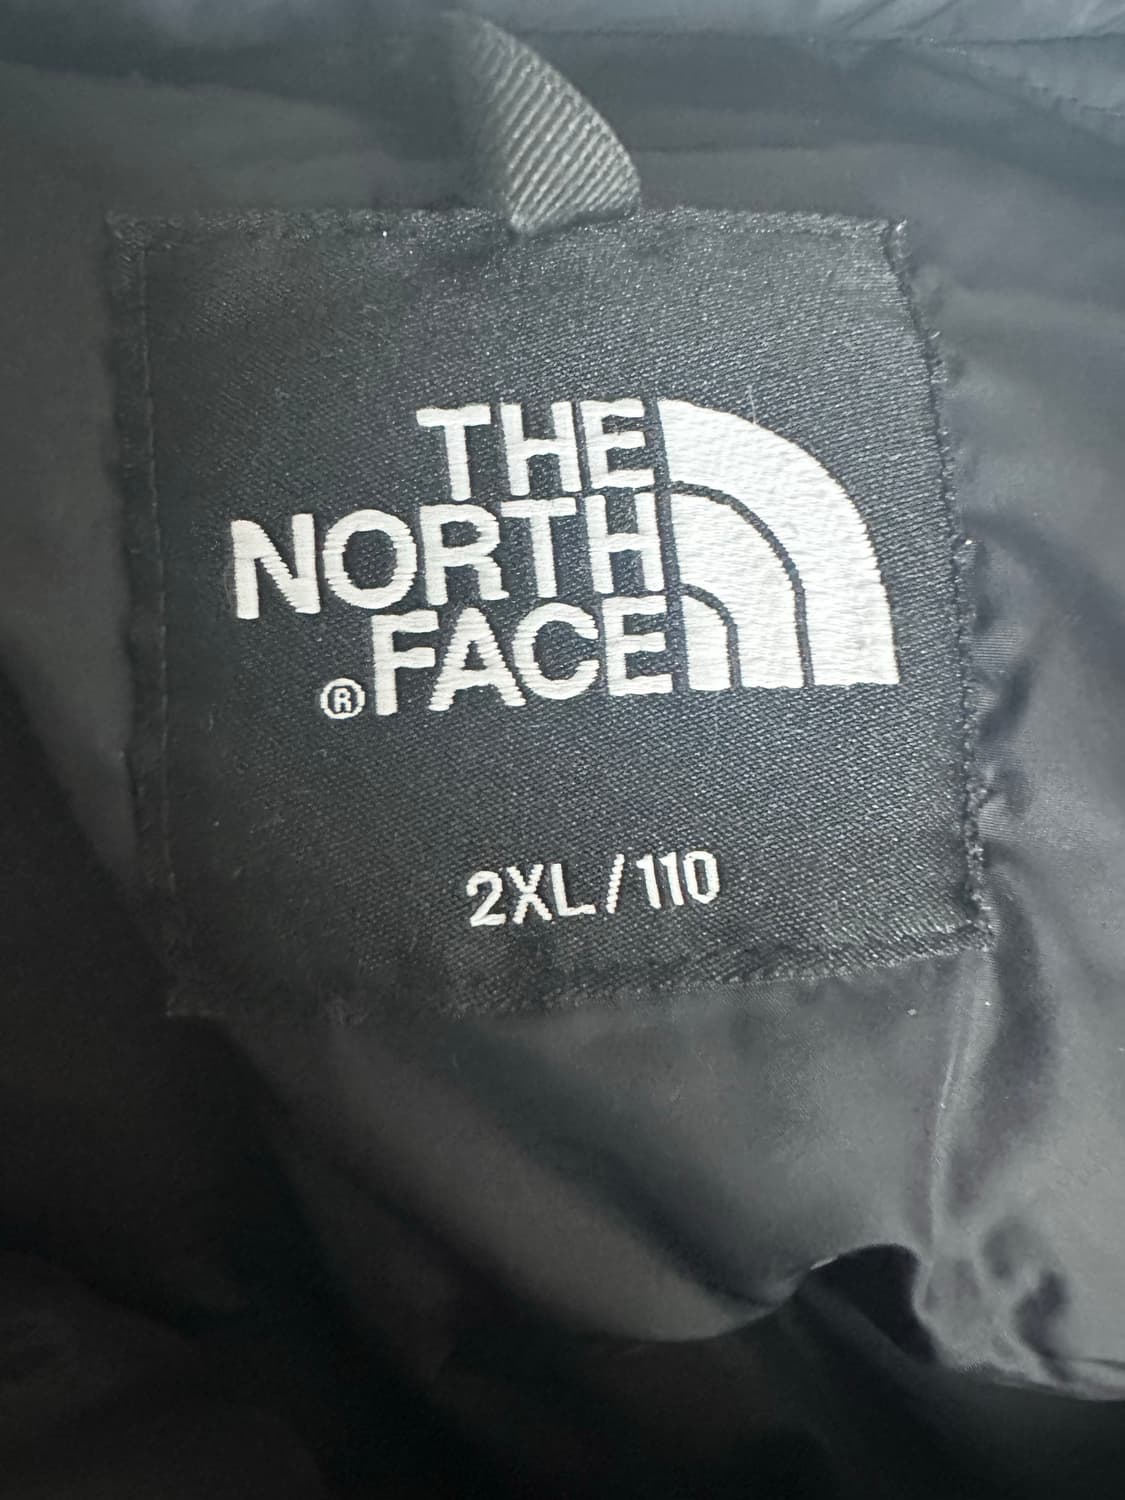 THE
NORTH
®FACE
2XL/110